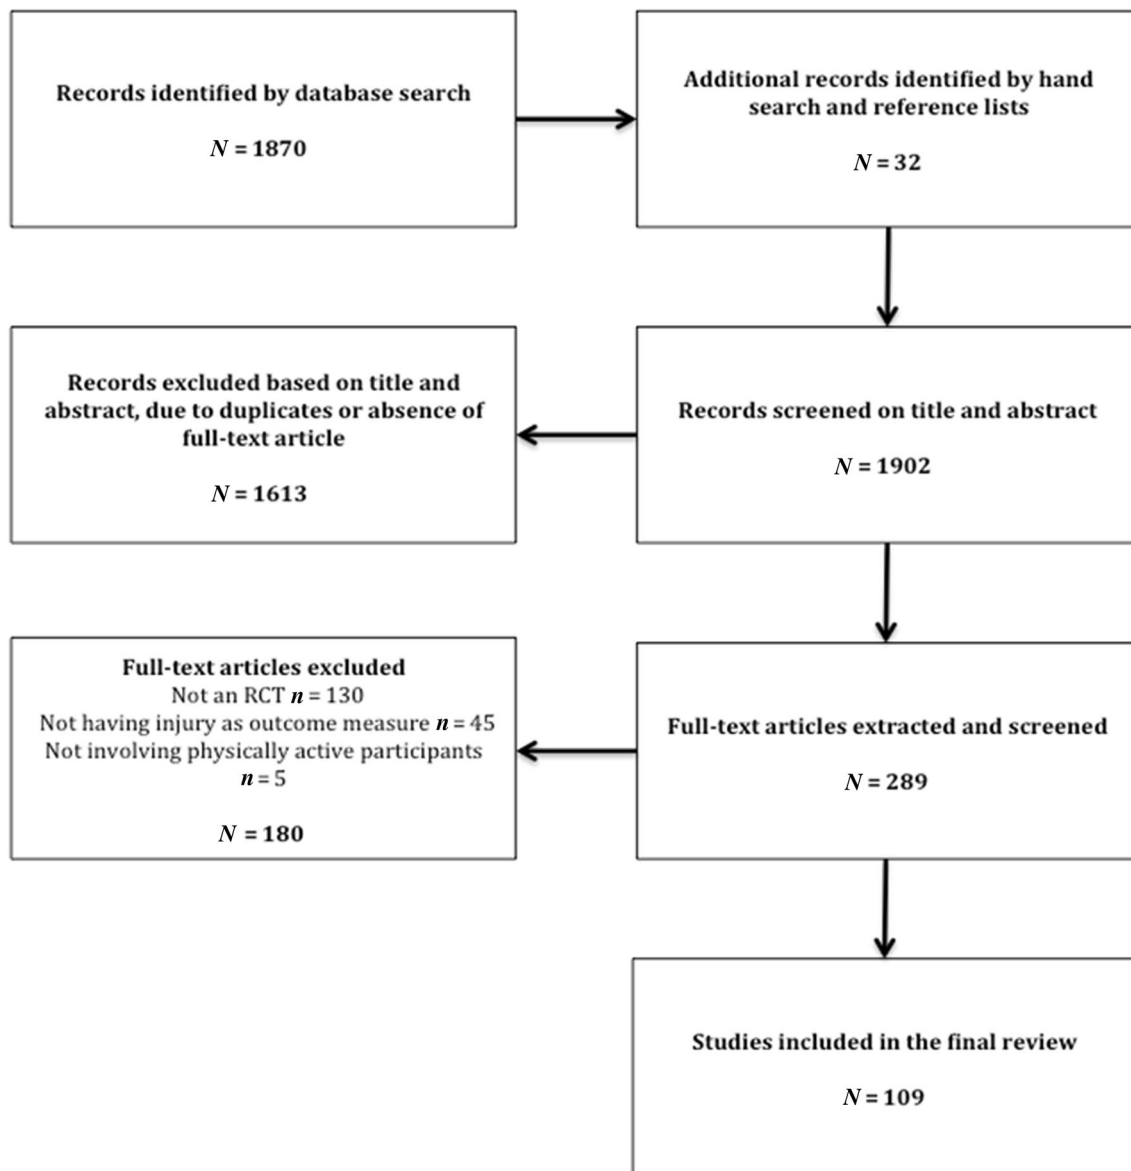 Records identified by database search
N = 1870
Additional records identified by hand
search and reference lists
N = 32
Records excluded based on title and
abstract, due to duplicates or absence of
full-text article
N = 1613
Records screened on title and abstract
N = 1902
Full-text articles excluded
Not an RCT n = 130
Not having injury as outcome measure n = 45
Not involving physically active participants
n = 5
N = 180
Full-text articles extracted and screened
N = 289
Studies included in the final review
N = 109